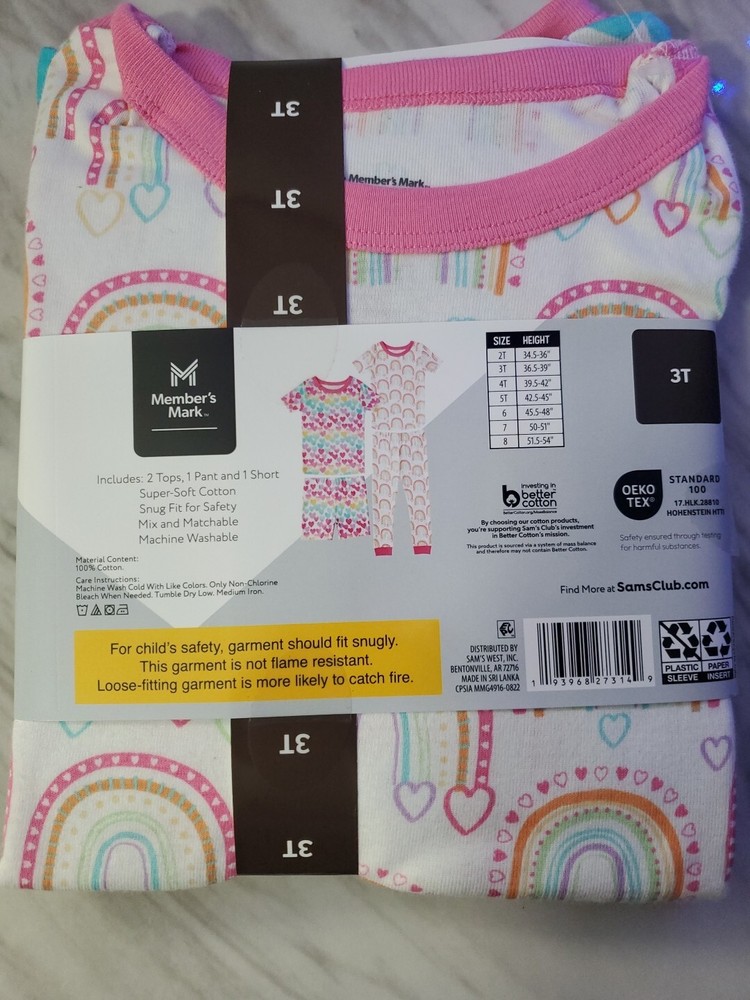 3T
3T
3T
Member's Mark™
Member's
Mark™
Includes: 2 Tops, 1 Pant and 1 Short
Super-Soft Cotton
Snug Fit for Safety
Mix and Matchable
Machine Washable
Material Content:
100% Cotton.
Care Instructions:
Machine Wash Cold With Like Colors. Only Non-Chlorine
Bleach When Needed. Tumble Dry Low. Medium Iron.
SIZE HEIGHT
2T 34.5-36"
3T 36.5-39"
4T 39.5-42"
5T 42.5-45"
6 45.5-48"
7 50-51"
8 51.5-54"
3T
investing in
better
cotton
BetterCotton.org/MassBalance
By choosing our cotton products,
you're supporting Sam's Club's investment
in Better Cotton's mission.
This product is sourced via a system of mass balance
and therefore may not contain Better Cotton.
OEKO
TEX®
STANDARD
100
17.HLK.28810
HOHENSTEIN HTTI
Safety ensured through testing
for harmful substances.
Find More at SamsClub.com
For child's safety, garment should fit snugly.
This garment is not flame resistant.
Loose-fitting garment is more likely to catch fire.
DISTRIBUTED BY
SAM'S WEST, INC.
BENTONVILLE, AR 72716
MADE IN SRI LANKA
CPSIA MMG4916-0822
1 93968 27314 9
PLASTIC
SLEEVE
PAPER
INSERT
3T
3T